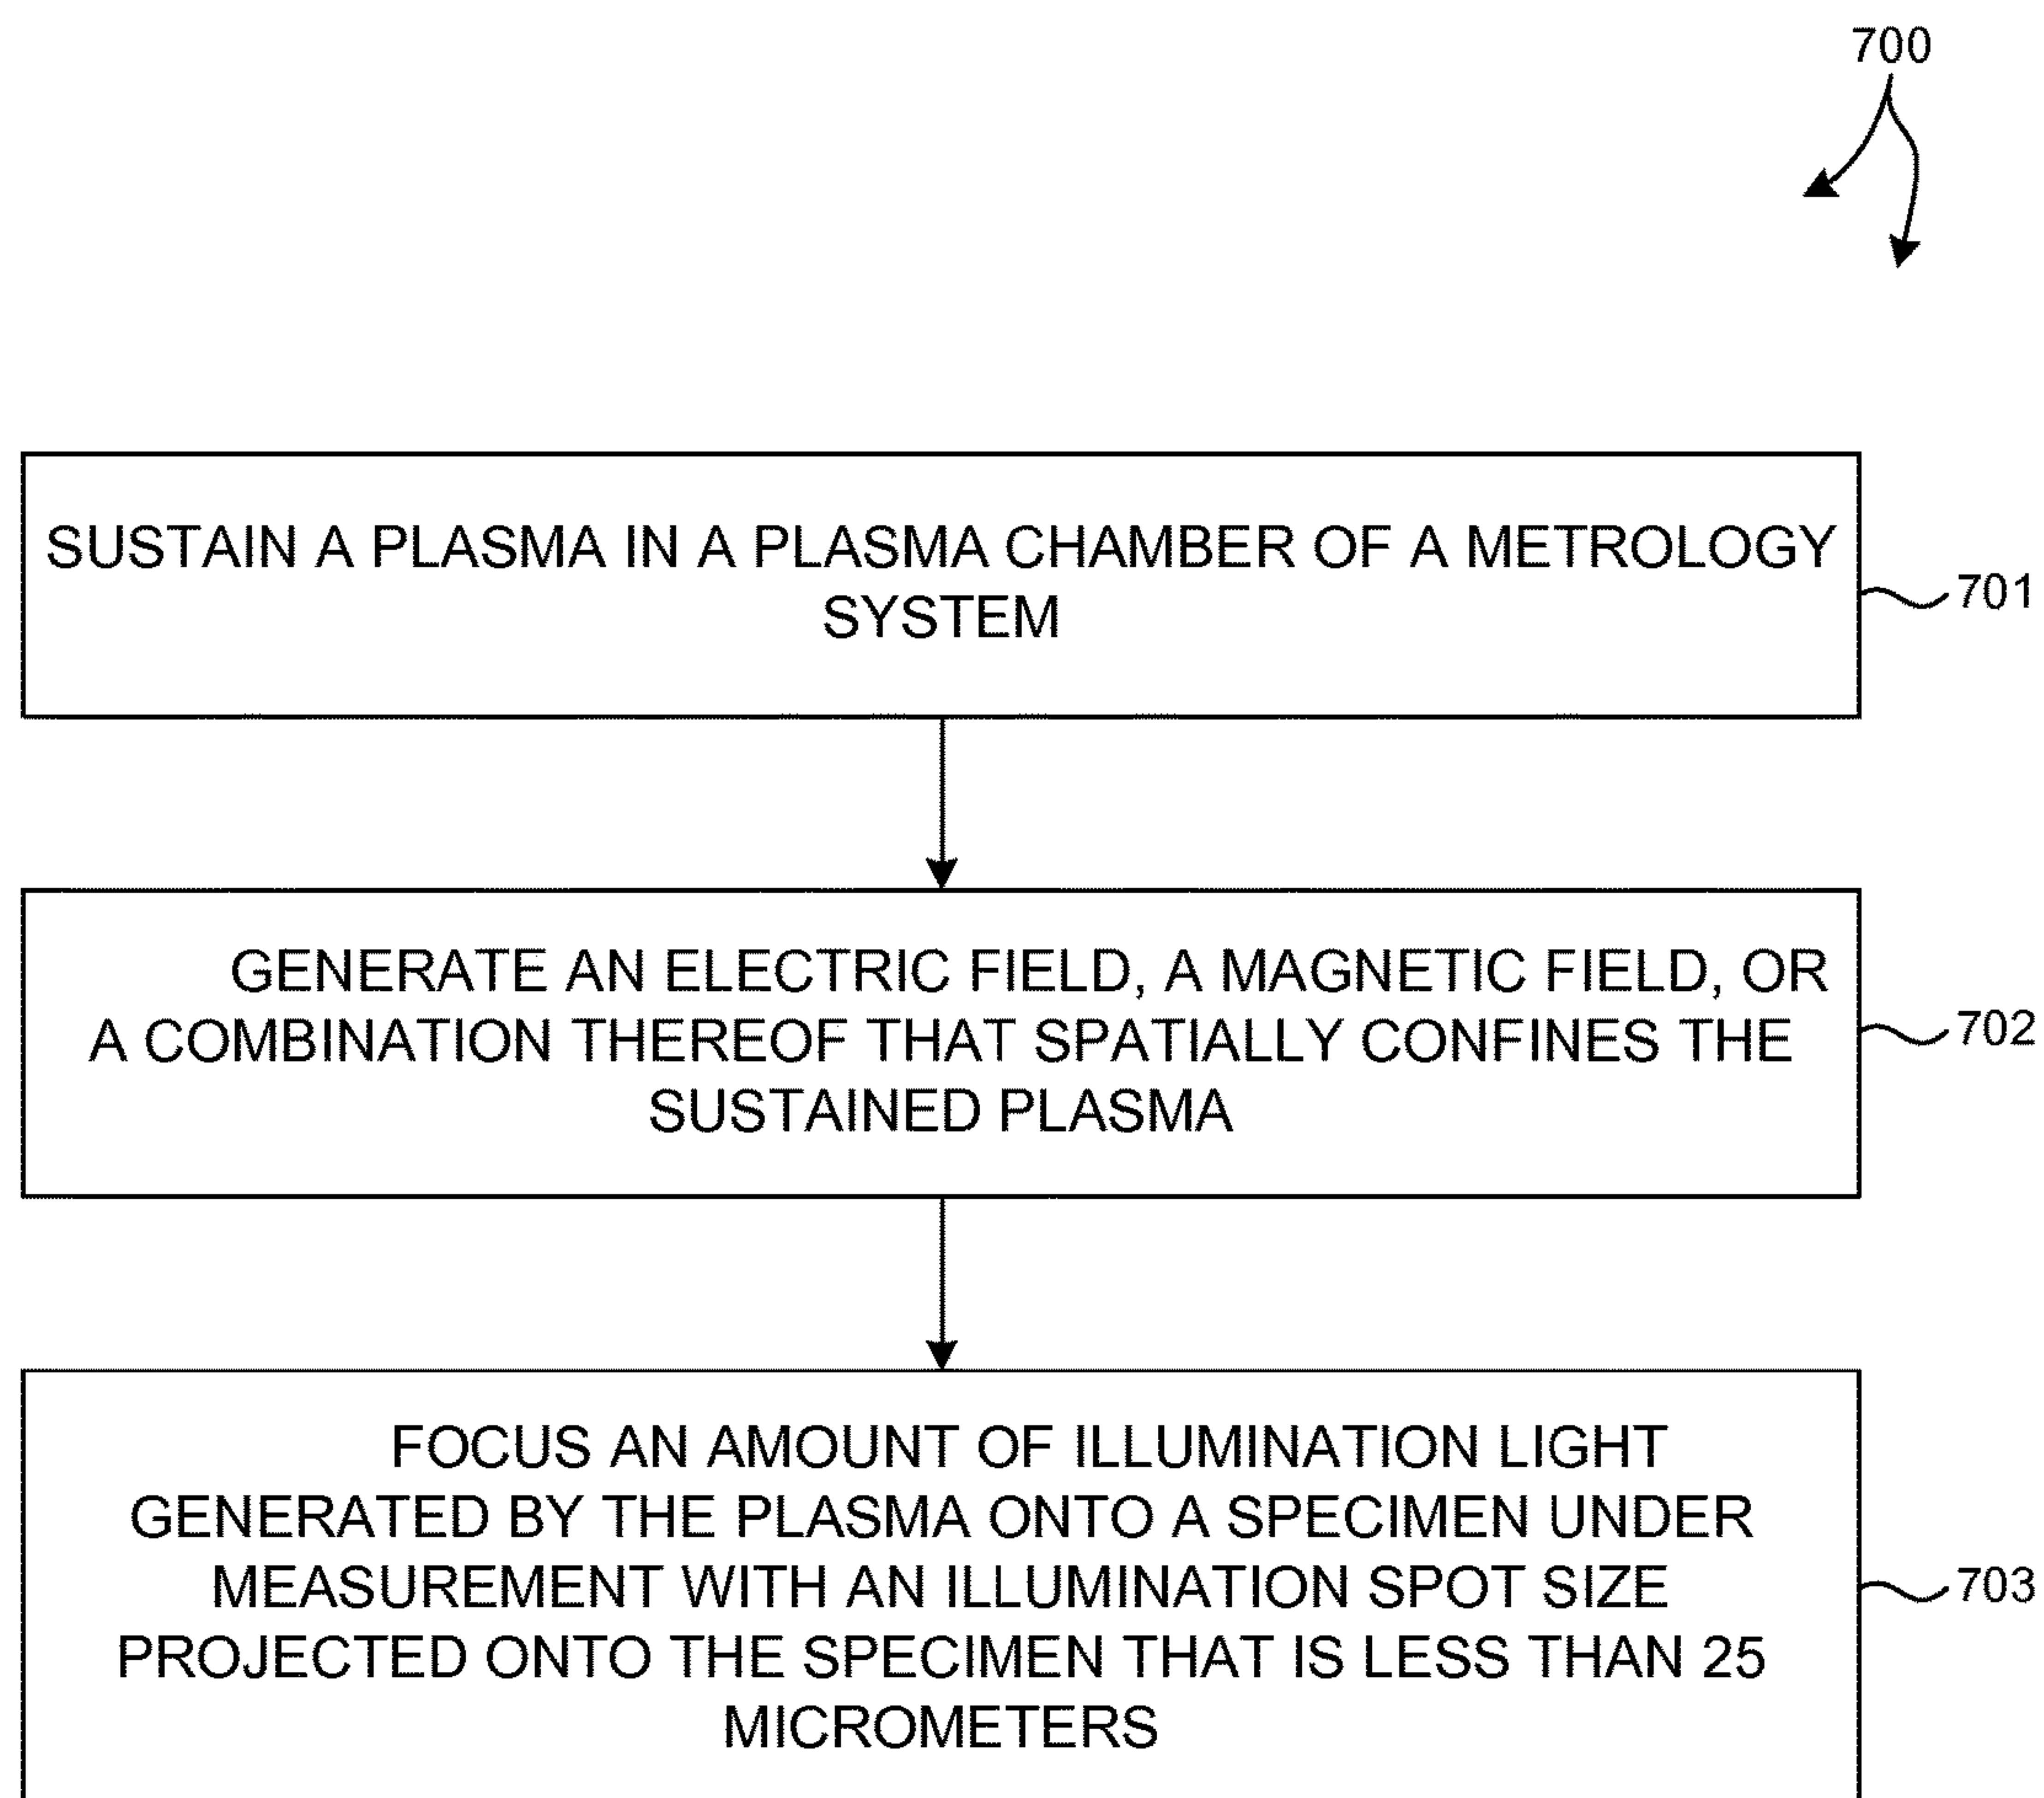 700
SUSTAIN A PLASMA IN A PLASMA CHAMBER OF A METROLOGY
SYSTEM
701
GENERATE AN ELECTRIC FIELD, A MAGNETIC FIELD, OR
A COMBINATION THEREOF THAT SPATIALLY CONFINES THE
SUSTAINED PLASMA
702
FOCUS AN AMOUNT OF ILLUMINATION LIGHT
GENERATED BY THE PLASMA ONTO A SPECIMEN UNDER
MEASUREMENT WITH AN ILLUMINATION SPOT SIZE
PROJECTED ONTO THE SPECIMEN THAT IS LESS THAN 25
MICROMETERS
703